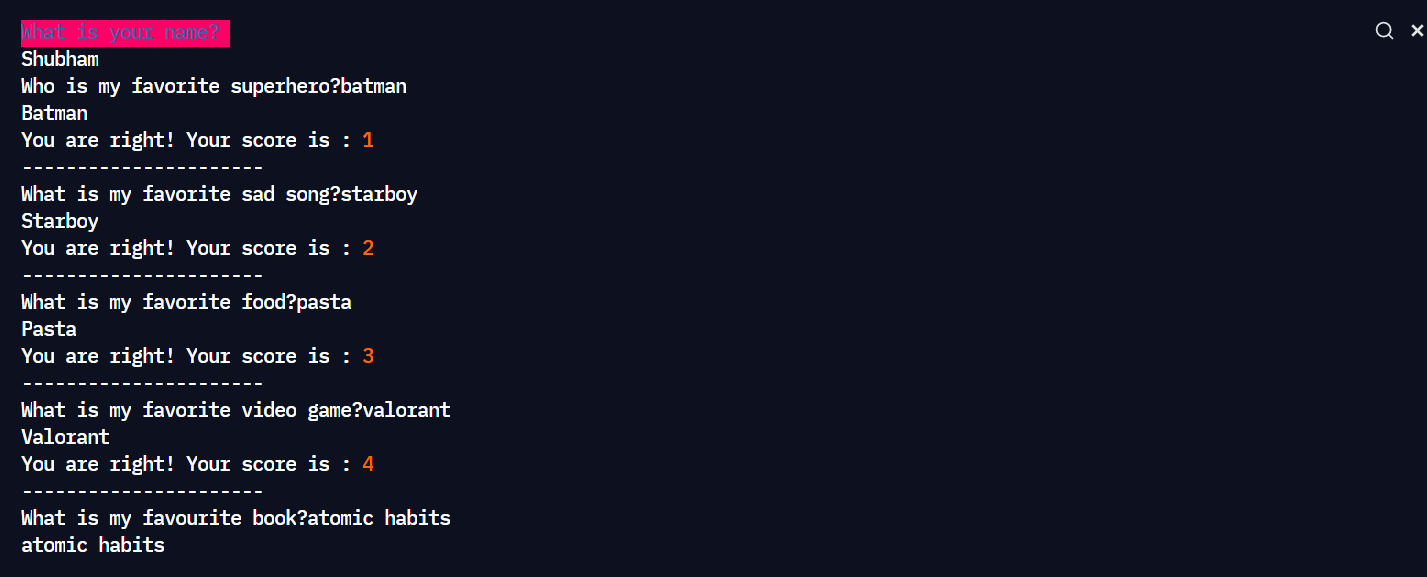 What is your name?
Shubham
Who is my favorite superhero?batman
Batman
You are right! Your score is : 1
----------------------
What is my favorite sad song?starboy
Starboy
You are right! Your score is : 2
----------------------
What is my favorite food?pasta
Pasta
You are right! Your score is : 3
----------------------
What is my favorite video game?valorant
Valorant
You are right! Your score is : 4
----------------------
What is my favourite book?atomic habits
atomic habits